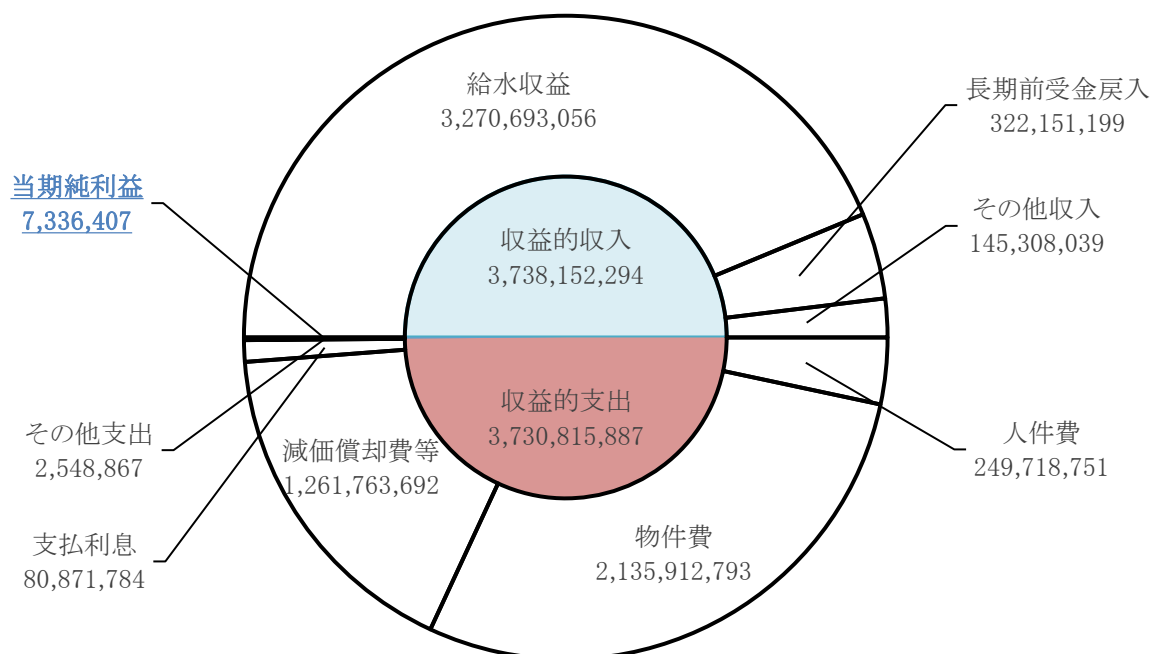 給水収益
3,270,693,056
長期前受金戻入
322,151,199
その他収入
145,308,039
当期純利益
7,336,407
収益的収入
3,738,152,294
収益的支出
3,730,815,887
その他支出
2,548,867
減価償却費等
1,261,763,692
人件費
249,718,751
支払利息
80,871,784
物件費
2,135,912,793